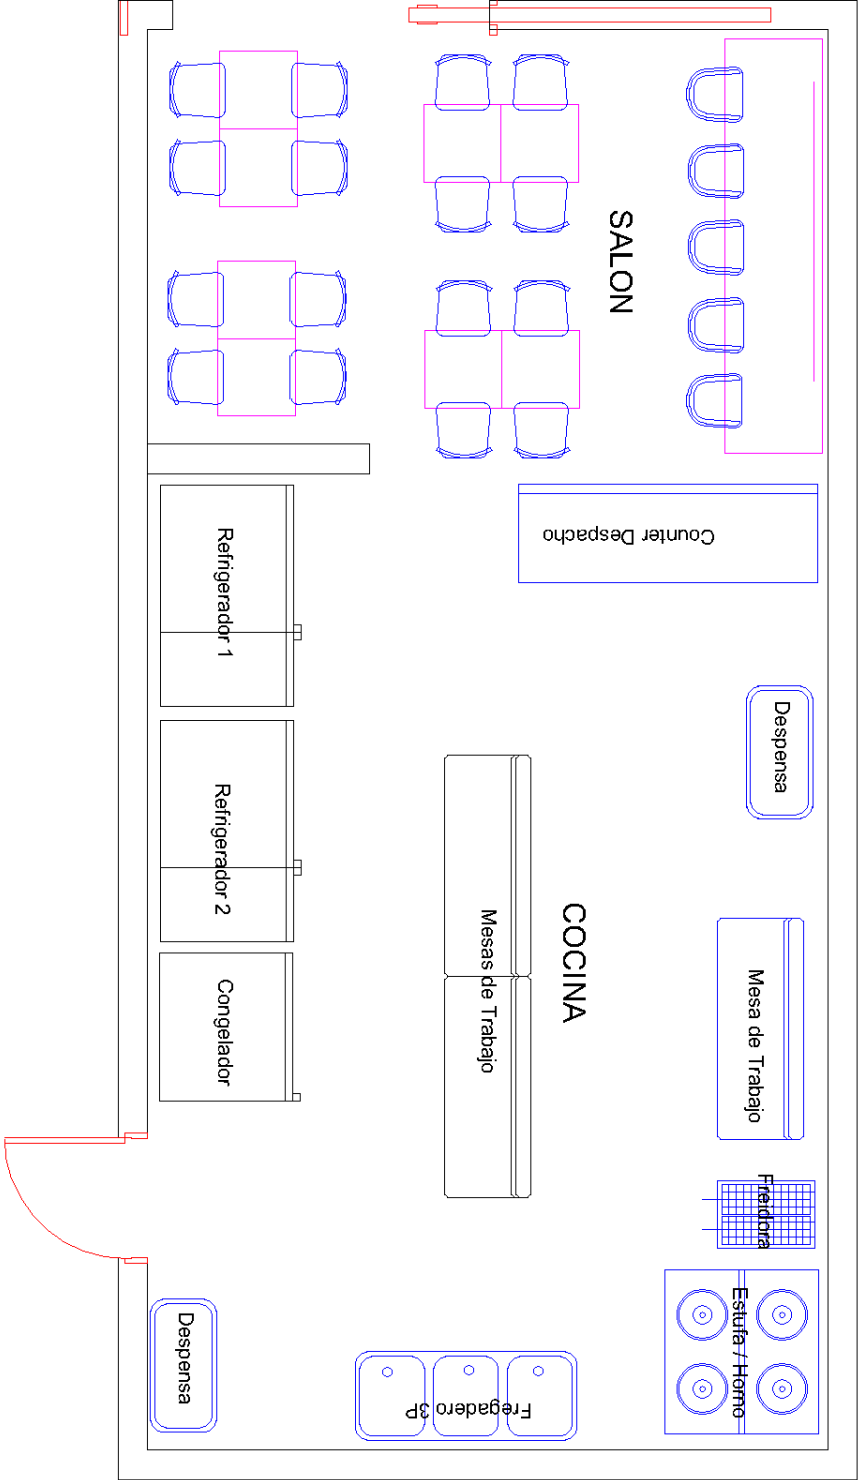 SALON
Counter Despacho
Refrigerador 1
Despensa
Refrigerador 2
COCINA
Mesas de Trabajo
Mesa de Trabajo
Congelador
Freidora
Estufa / Horno
Despensa
Fregadero 3P